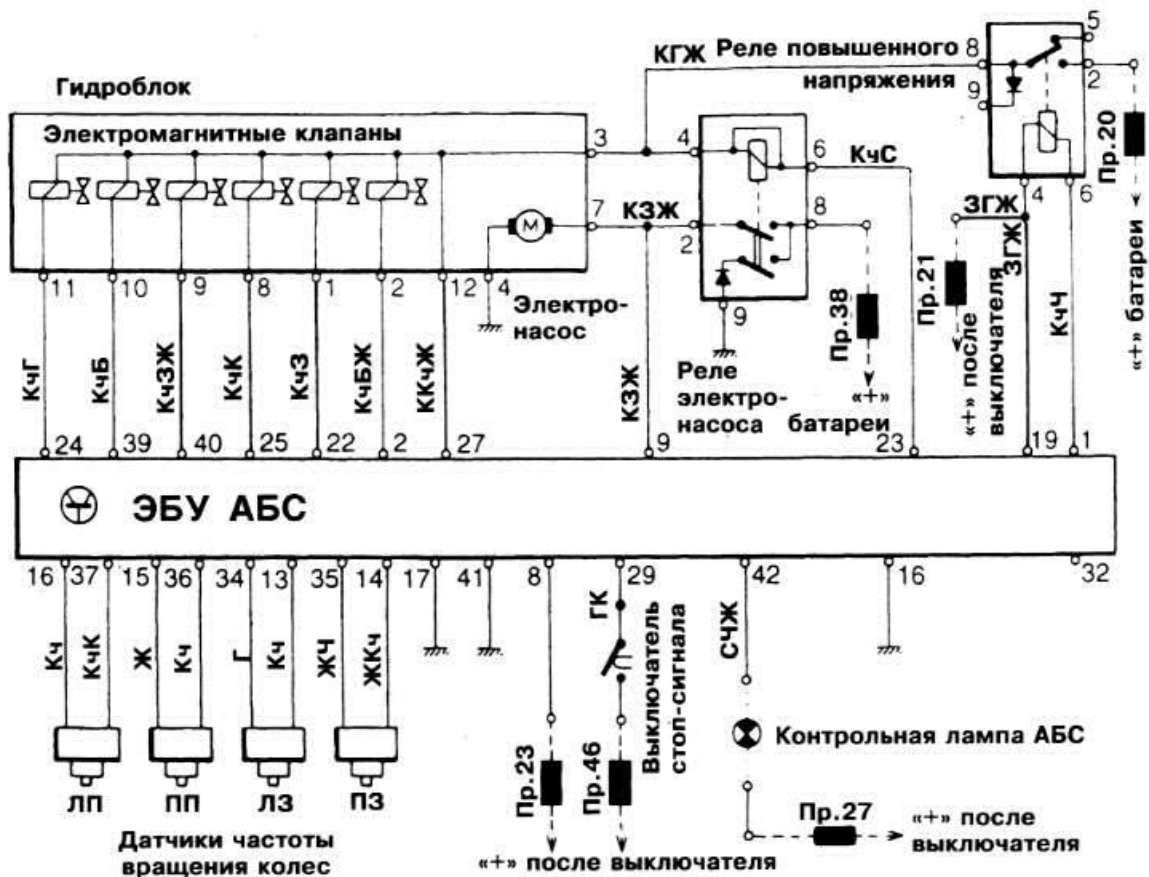 5
КГЖ
8
Реле повышенного
напряжения
2
9
Гидроблок
Пр.20
Электромагнитные клапаны
3
4
6
КчС
4
6
«+» батареи
7
КЗЖ
2
8
ЗГЖ
ЗГЖ
КчЧ
11
10
9
8
1
2
12
4
Электро-
насос
М
9
Пр.38
Пр.21
«+» после
выключателя
КчГ
КчБ
КчЗЖ
КчК
КчЗ
КчБЖ
ККчЖ
КЗЖ
Реле
электро-
насоса
«+»
батареи
24
39
40
25
22
2
27
9
23
19
1
ЭБУ АБС
16
37
15
36
34
13
35
14
17
41
8
29
42
16
32
Кч
КчК
Ж
Кч
Г
Кч
ЖЧ
ЖКч
ГК
Выключатель
стоп-сигнала
СЧЖ
Контрольная лампа АБС
ЛП
ПП
ЛЗ
ПЗ
Пр.23
Пр.46
Пр.27
«+» после
выключателя
Датчики частоты
вращения колес
«+» после выключателя